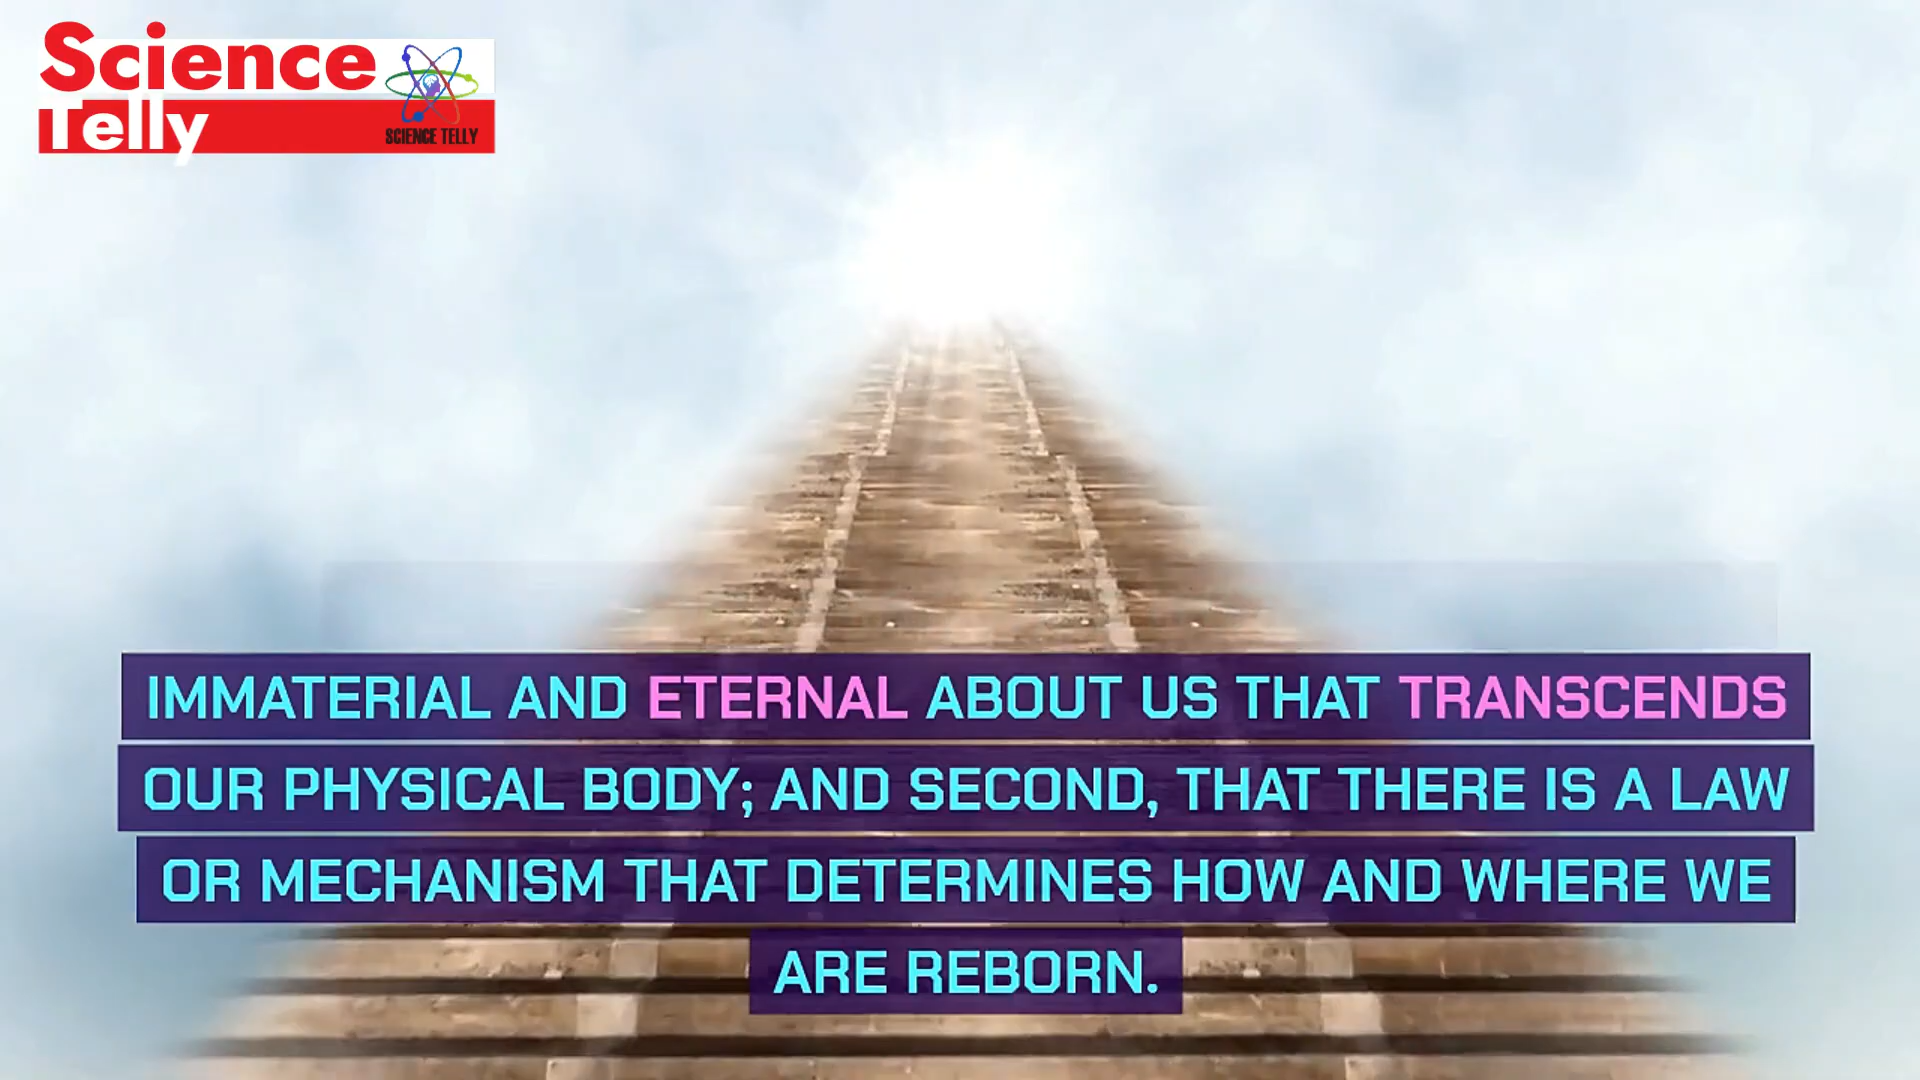 Science
Telly
SCIENCE TELLY
IMMATERIAL AND ETERNAL ABOUT US THAT TRANSCENDS
OUR PHYSICAL BODY; AND SECOND, THAT THERE IS A LAW
OR MECHANISM THAT DETERMINES HOW AND WHERE WE
ARE REBORN.